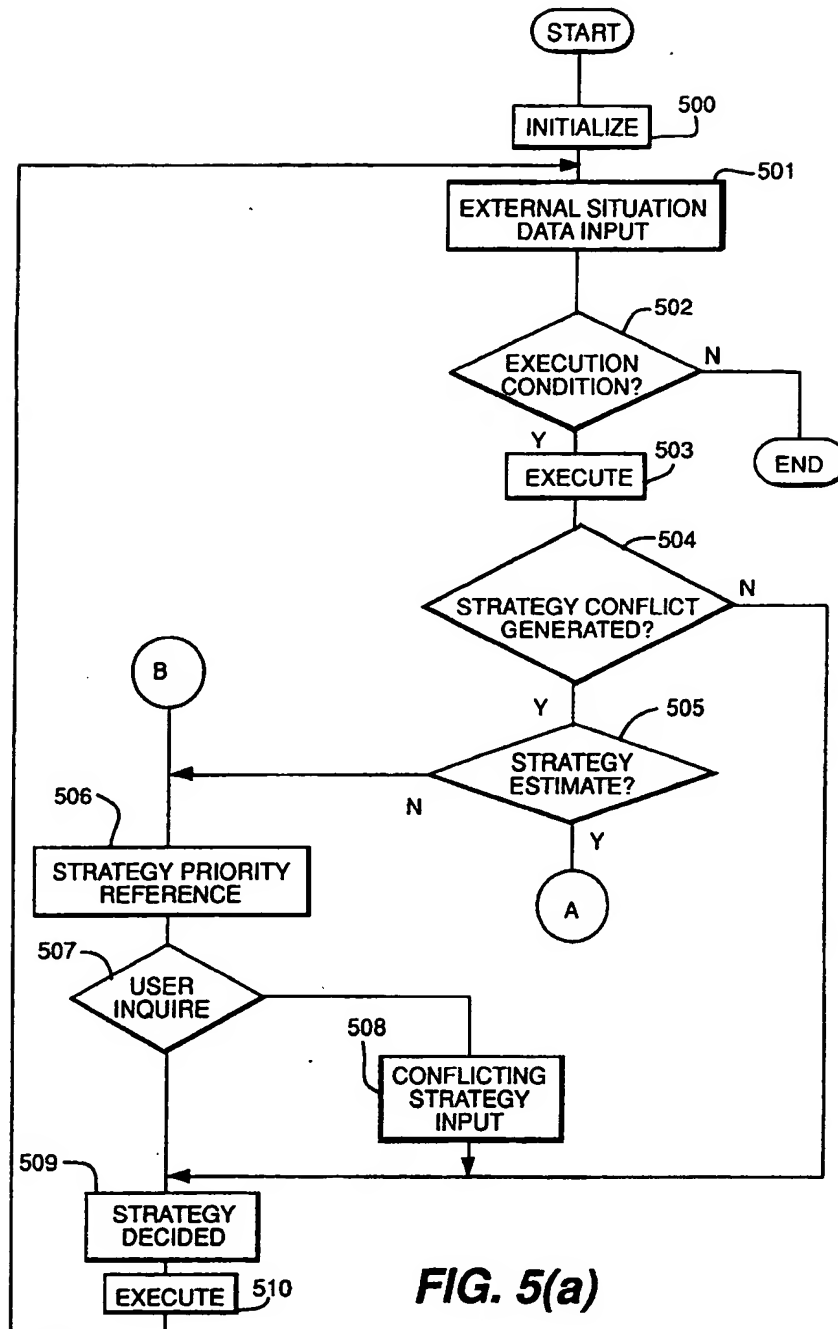 START
500
INITIALIZE
501
EXTERNAL SITUATION
DATA INPUT
502
EXECUTION
CONDITION?
N
Y
503
EXECUTE
END
504
STRATEGY CONFLICT
GENERATED?
N
B
Y
505
STRATEGY
ESTIMATE?
N
Y
506
STRATEGY PRIORITY
REFERENCE
A
507
USER
INQUIRE
508
CONFLICTING
STRATEGY
INPUT
509
STRATEGY
DECIDED
EXECUTE
510
FIG. 5(a)